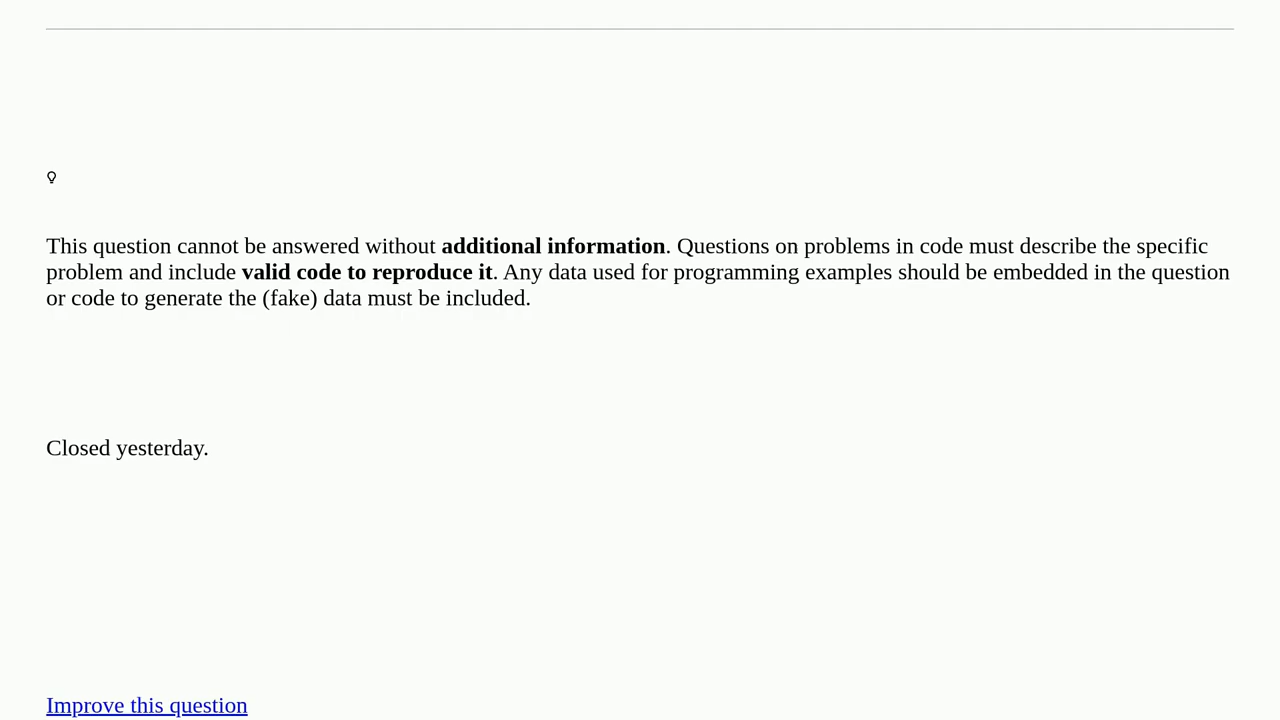 This question cannot be answered without additional information. Questions on problems in code must describe the specific
problem and include valid code to reproduce it. Any data used for programming examples should be embedded in the question
or code to generate the (fake) data must be included.
Closed yesterday.
Improve this question